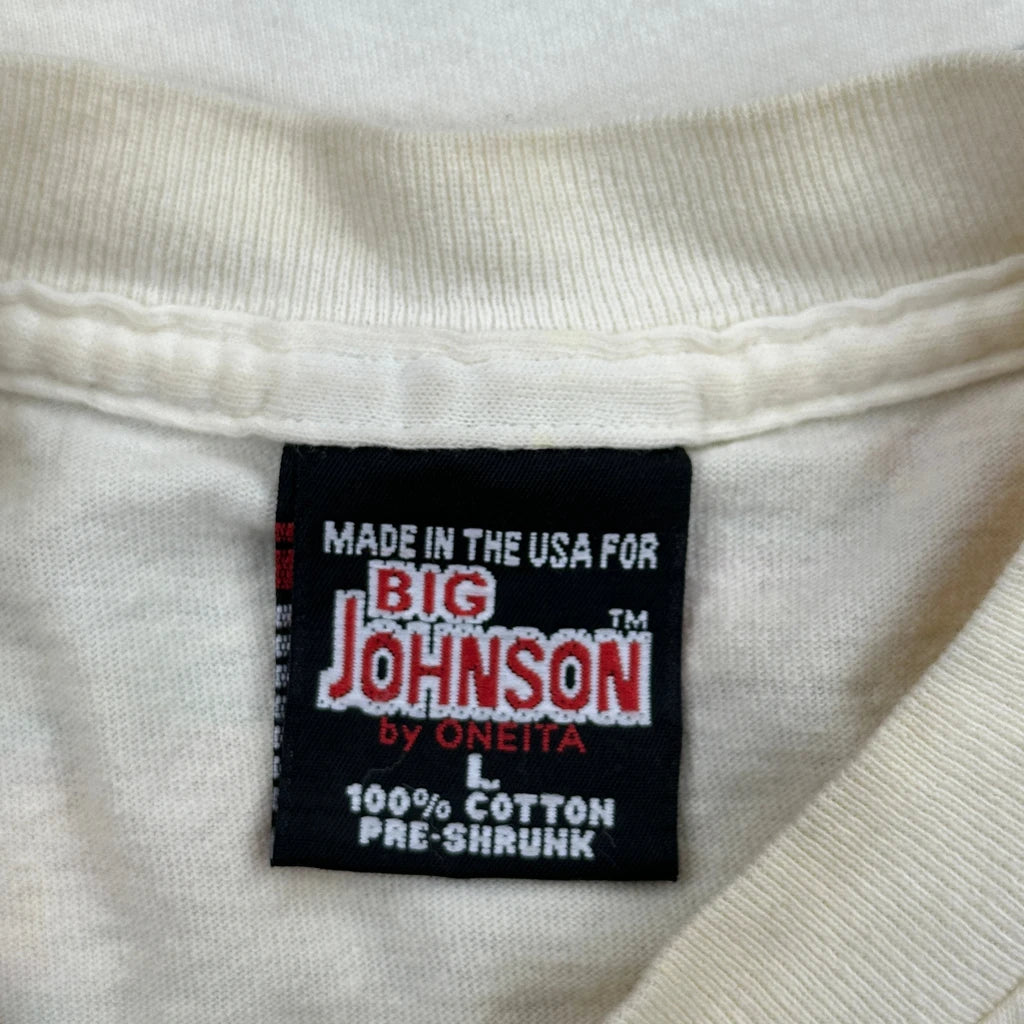 MADE IN THE USA FOR
BIG
JOHNSON™
by ONEITA
L
100% COTTON
PRE-SHRUNK